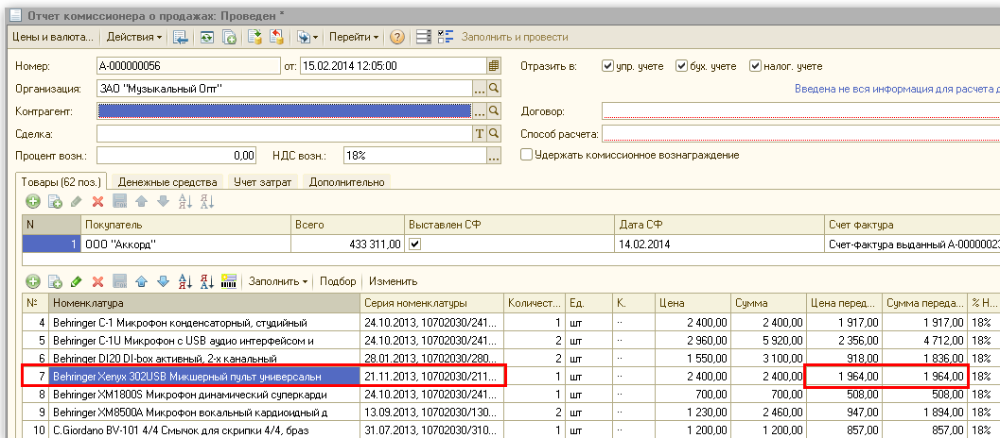 Отчет комиссионера о продажах: Проведен *
Цены и валюта... Действия Перейти Заполнить и провести
Номер: А-000000056 от: 15.02.2014 12:05:00 Отразить в: упр. учете бух. учете налог. учете
Организация: ЗАО "Музыкальный Опт" ... Введена не вся информация для расчета д
Контрагент: ... Договор:
Сделка: T Способ расчета:
Процент возн.: 0,00 НДС возн.: 18% ... Удержать комиссионное вознаграждение
Товары (62 поз.) Денежные средства Учет затрат Дополнительно
N Покупатель Всего Выставлен СФ Дата СФ Счет фактура
1 ООО "Аккорд" 433 311,00 14.02.2014 Счет-фактура выданный А-00000023
Заполнить Подбор Изменить
№ Номенклатура Серия номенклатуры Количест... Ед. К. Цена Сумма Цена перед... Сумма переда... % Н...
4 Behringer C-1 Микрофон конденсаторный, студийный 24.10.2013, 10702030/241... 1 шт 2 400,00 2 400,00 1 917,00 1 917,00 18%
5 Behringer C-1U Микрофон с USB аудио интерфейсом и 24.10.2013, 10702030/241... 2 шт 2 960,00 5 920,00 2 356,00 4 712,00 18%
6 Behringer DI20 DI-box активный, 2-х канальный 28.01.2013, 10702030/280... 2 шт 1 550,00 3 100,00 918,00 1 836,00 18%
7 Behringer Xenyx 302USB Микшерный пульт универсальн 21.11.2013, 10702030/211... 1 шт 2 400,00 2 400,00 1 964,00 1 964,00 18%
8 Behringer XM1800S Микрофон динамический суперкарди 24.10.2013, 10702030/241... 1 шт 700,00 700,00 508,00 508,00 18%
9 Behringer XM8500A Микрофон вокальный кардиоидный д 13.09.2013, 10702030/130... 2 шт 1 230,00 2 460,00 947,00 1 894,00 18%
10 C.Giordano BV-101 4/4 Смычок для скрипки 4/4, браз 31.07.2013, 10702030/310... 1 шт 1 200,00 1 200,00 857,00 857,00 18%